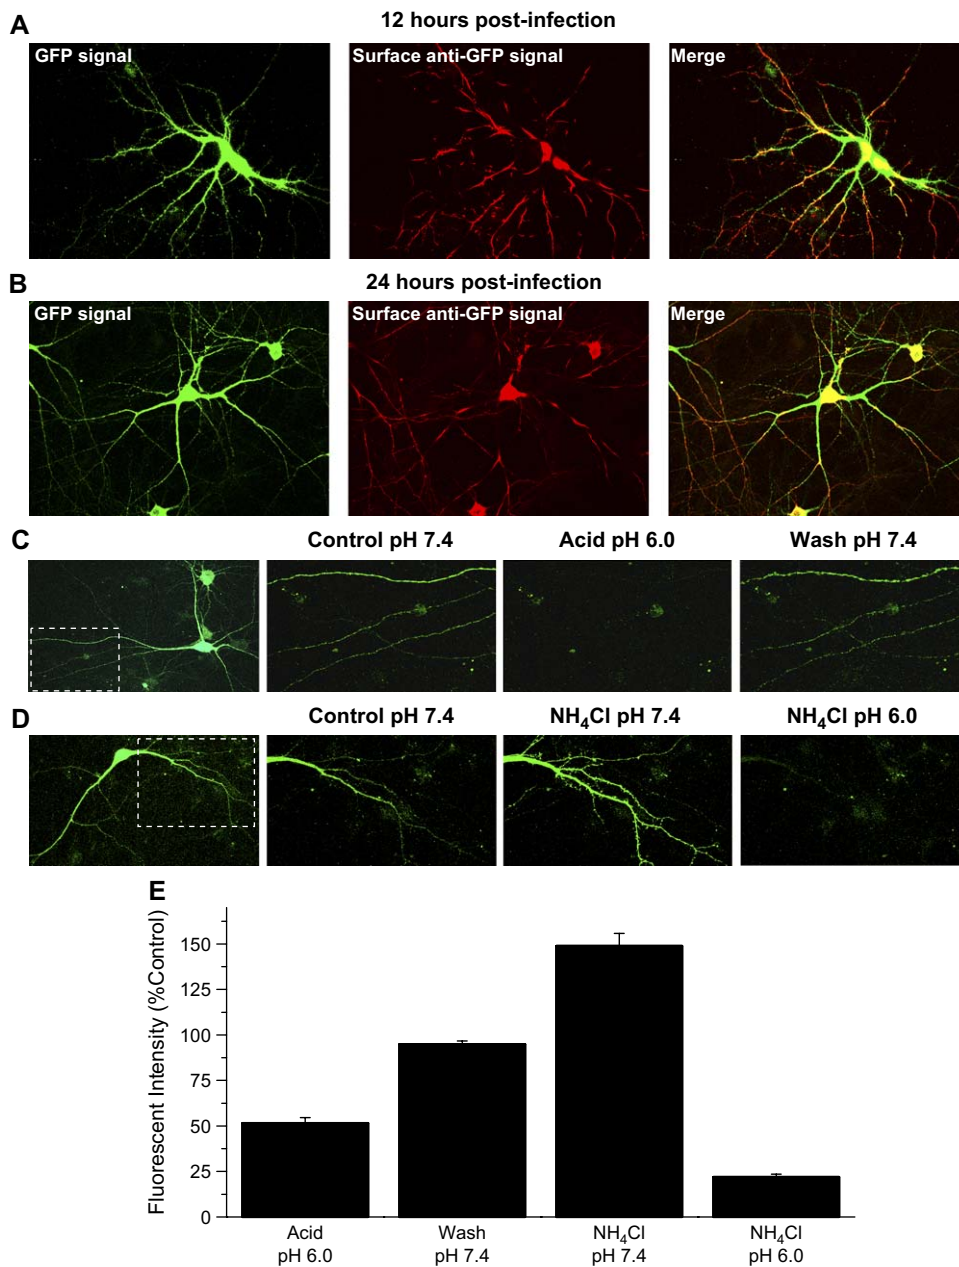 A
12 hours post-infection
GFP signal
Surface anti-GFP signal
Merge
B
24 hours post-infection
GFP signal
Surface anti-GFP signal
Merge
C
Control pH 7.4
Acid pH 6.0
Wash pH 7.4
D
Control pH 7.4
NH₄Cl pH 7.4
NH₄Cl pH 6.0
E
Fluorescent Intensity (%Control)
150
125
100
75
50
25
0
Acid
pH 6.0
Wash
pH 7.4
NH₄Cl
pH 7.4
NH₄Cl
pH 6.0